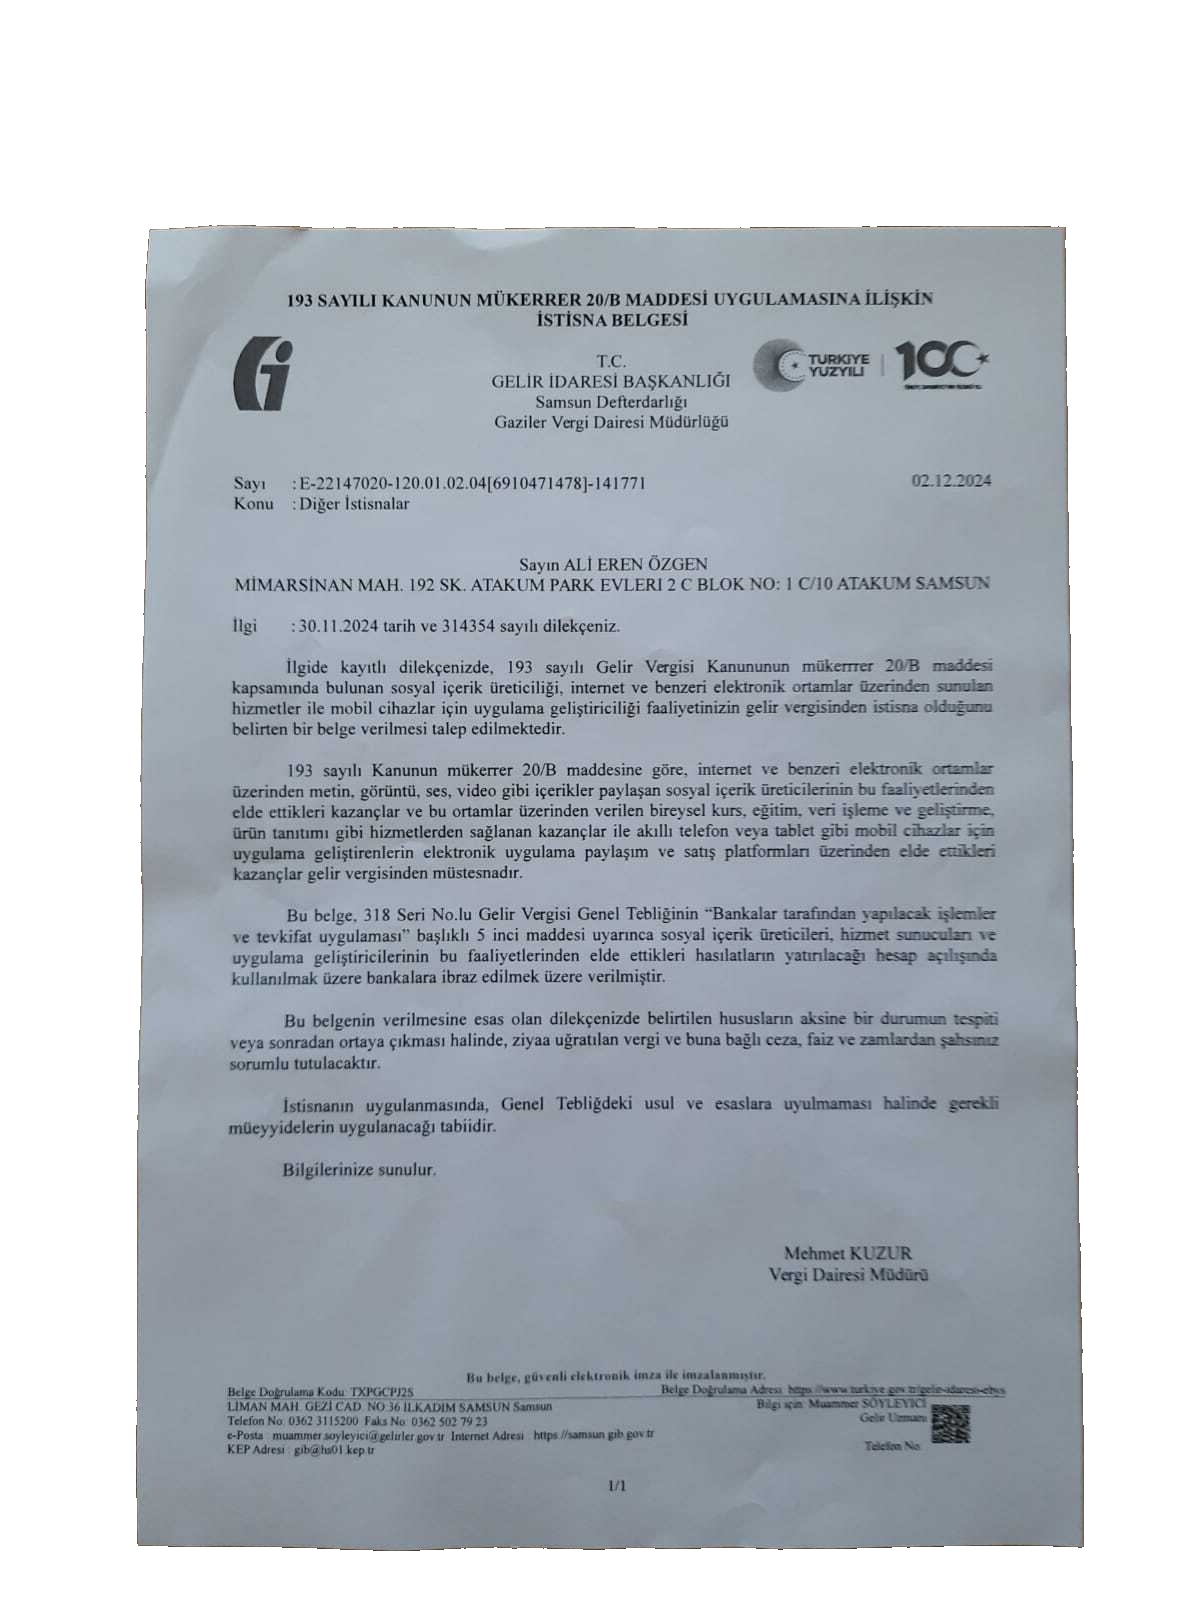 193 SAYILI KANUNUN MÜKERRER 20/B MADDESİ UYGULAMASINA İLİŞKİN
İSTİSNA BELGESİ
T.C.
GELİR İDARESİ BAŞKANLIĞI
Samsun Defterdarlığı
Gaziler Vergi Dairesi Müdürlüğü
TÜRKİYE
YÜZYILI
100
Sayı : E-22147020-120.01.02.04[6910471478]-141771
02.12.2024
Konu : Diğer İstisnalar
Sayın ALİ EREN ÖZGEN
MİMARSİNAN MAH. 192 SK. ATAKUM PARK EVLERI 2 C BLOK NO: 1 C/10 ATAKUM SAMSUN
İlgi : 30.11.2024 tarih ve 314354 sayılı dilekçeniz.
İlgide kayıtlı dilekçenizde, 193 sayılı Gelir Vergisi Kanununun mükerrrer 20/B maddesi
kapsamında bulunan sosyal içerik üreticiliği, internet ve benzeri elektronik ortamlar üzerinden sunulan
hizmetler ile mobil cihazlar için uygulama geliştiriciliği faaliyetinizin gelir vergisinden istisna olduğunu
belirten bir belge verilmesi talep edilmektedir.
193 sayılı Kanunun mükerrer 20/B maddesine göre, internet ve benzeri elektronik ortamlar
üzerinden metin, görüntü, ses, video gibi içerikler paylaşan sosyal içerik üreticilerinin bu faaliyetlerinden
elde ettikleri kazançlar ve bu ortamlar üzerinden verilen bireysel kurs, eğitim, veri işleme ve geliştirme,
ürün tanıtımı gibi hizmetlerden sağlanan kazançlar ile akıllı telefon veya tablet gibi mobil cihazlar için
uygulama geliştirenlerin elektronik uygulama paylaşım ve satış platformları üzerinden elde ettikleri
kazançlar gelir vergisinden müstesnadır.
Bu belge, 318 Seri No.lu Gelir Vergisi Genel Tebliğinin “Bankalar tarafından yapılacak işlemler
ve tevkifat uygulaması” başlıklı 5 inci maddesi uyarınca sosyal içerik üreticileri, hizmet sunucuları ve
uygulama geliştiricilerinin bu faaliyetlerinden elde ettikleri hasılatların yatırılacağı hesap açılışında
kullanılmak üzere bankalara ibraz edilmek üzere verilmiştir.
Bu belgenin verilmesine esas olan dilekçenizde belirtilen hususların aksine bir durumun tespiti
veya sonradan ortaya çıkması halinde, ziyaa uğratılan vergi ve buna bağlı ceza, faiz ve zamlardan şahsınız
sorumlu tutulacaktır.
İstisnanın uygulanmasında, Genel Tebliğdeki usul ve esaslara uyulmaması halinde gerekli
müeyyidelerin uygulanacağı tabiidir.
Bilgilerinize sunulur.
Mehmet KUZUR
Vergi Dairesi Müdürü
Bu belge, güvenli elektronik imza ile imzalanmıştır.
Belge Doğrulama Kodu: TXPGCPJ2S
Belge Doğrulama Adresi: https://www.turkiye.gov.tr/gelir-idaresi-ebys
LİMAN MAH. GEZİ CAD. NO:36 İLKADIM SAMSUN Samsun
Bilgi için: Muammer SÖYLEYİCİ
Telefon No: 0362 3115200 Faks No: 0362 502 79 23
Gelir Uzmanı
e-Posta : muammer.soyleyici@gelirler.gov.tr İnternet Adresi : https://samsun.gib.gov.tr
KEP Adresi : gib@hs01.kep.tr
Telefon No:
1/1